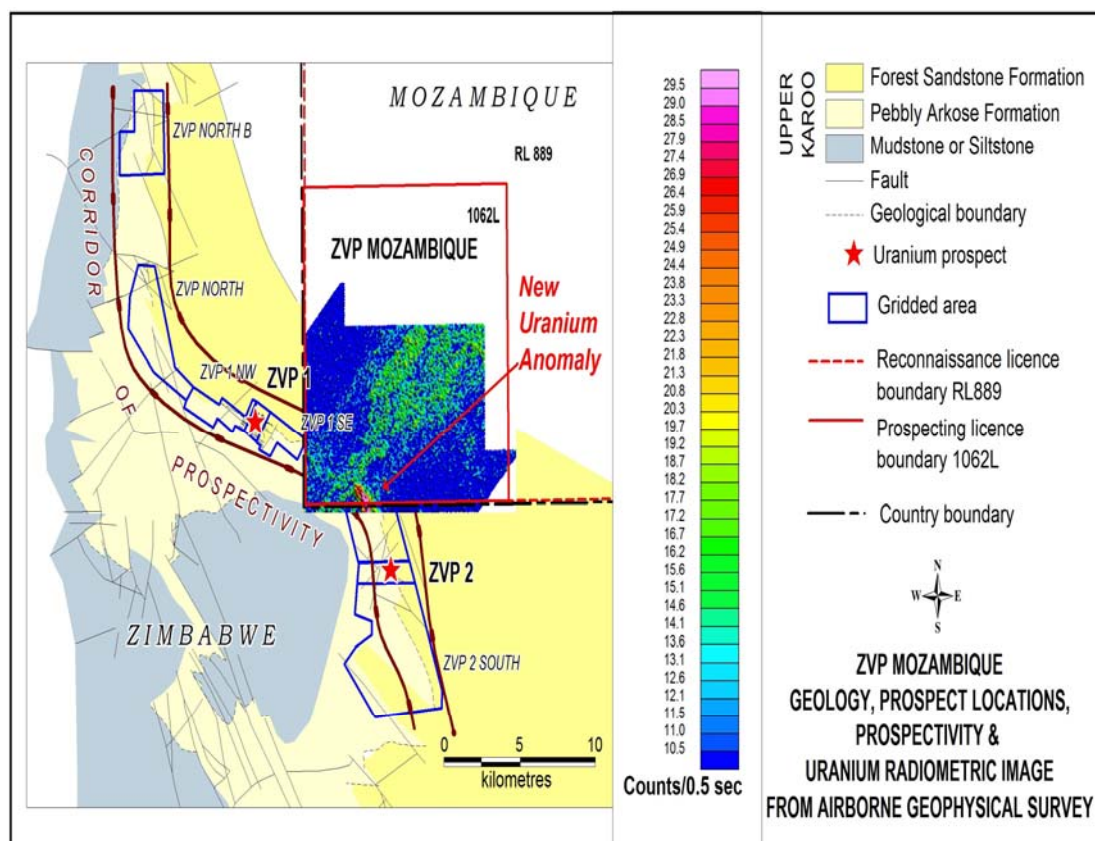 MOZAMBIQUE
RL 889
1062L
ZVP MOZAMBIQUE
New
Uranium
Anomaly
ZVP NORTH B
CORRIDOR
OF
PROSPECTIVITY
ZVP NORTH
ZVP 1 NW
ZVP 1
ZVP 1 SE
ZVP 2
ZVP 2 SOUTH
ZIMBABWE
0 5 10
kilometres
29.5
29.0
28.5
27.9
27.4
26.9
26.4
25.9
25.4
24.9
24.4
23.8
23.3
22.8
22.3
21.8
21.3
20.8
20.3
19.7
19.2
18.7
18.2
17.7
17.2
16.7
16.2
15.6
15.1
14.6
14.1
13.6
13.1
12.6
12.1
11.5
11.0
10.5
Counts/0.5 sec
UPPER
KAROO
Forest Sandstone Formation
Pebbly Arkose Formation
Mudstone or Siltstone
Fault
Geological boundary
Uranium prospect
Gridded area
Reconnaissance licence
boundary RL889
Prospecting licence
boundary 1062L
Country boundary
N
W E
S
ZVP MOZAMBIQUE
GEOLOGY, PROSPECT LOCATIONS,
PROSPECTIVITY &
URANIUM RADIOMETRIC IMAGE
FROM AIRBORNE GEOPHYSICAL SURVEY